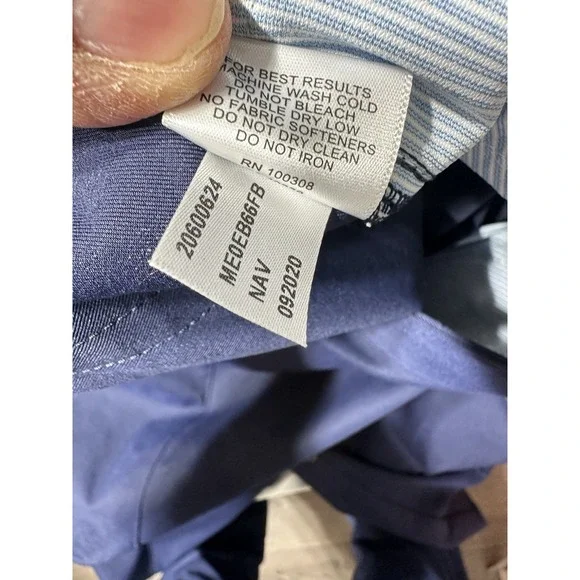 FOR BEST RESULTS
MACHINE WASH COLD
DO NOT BLEACH
TUMBLE DRY LOW
NO FABRIC SOFTENERS
DO NOT DRY CLEAN
DO NOT IRON
RN 100308
20600624
ME0EB66FB
NAV
092020